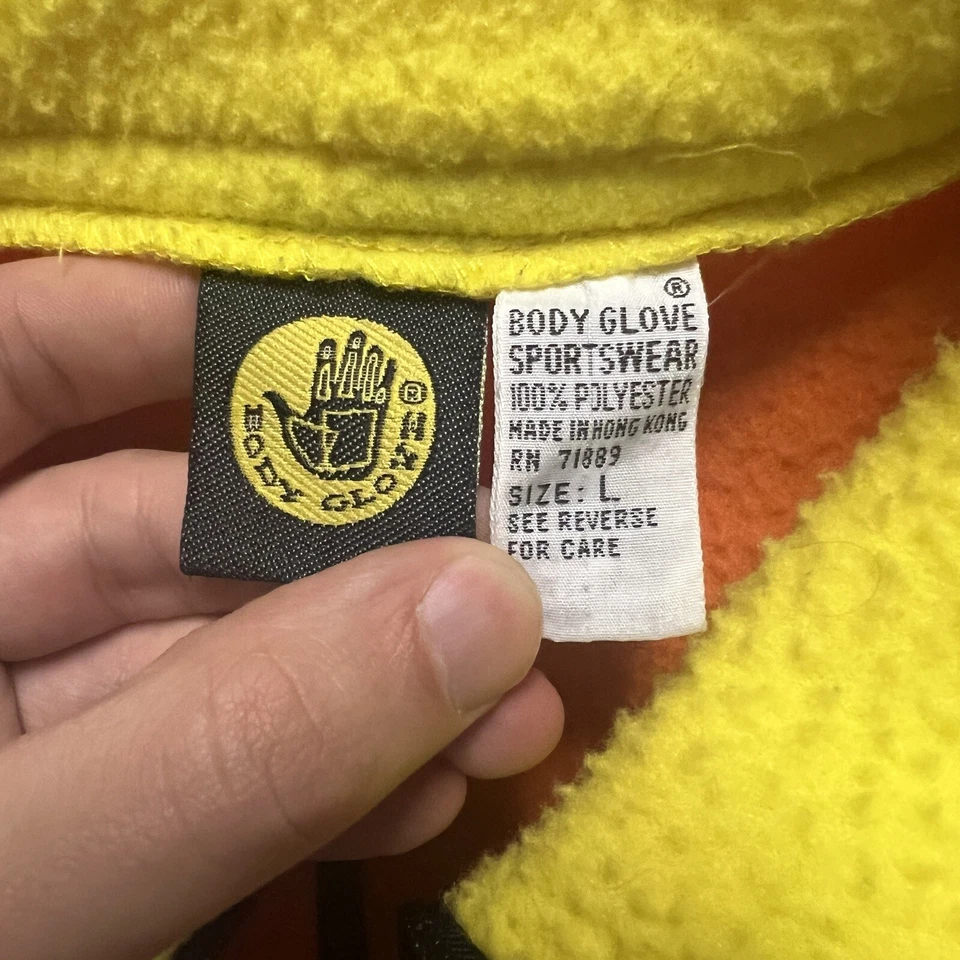 BODY GLOVE
®
®
BODY GLOVE
SPORTSWEAR
100% POLYESTER
MADE IN HONG KONG
RN 71889
SIZE: L
SEE REVERSE
FOR CARE